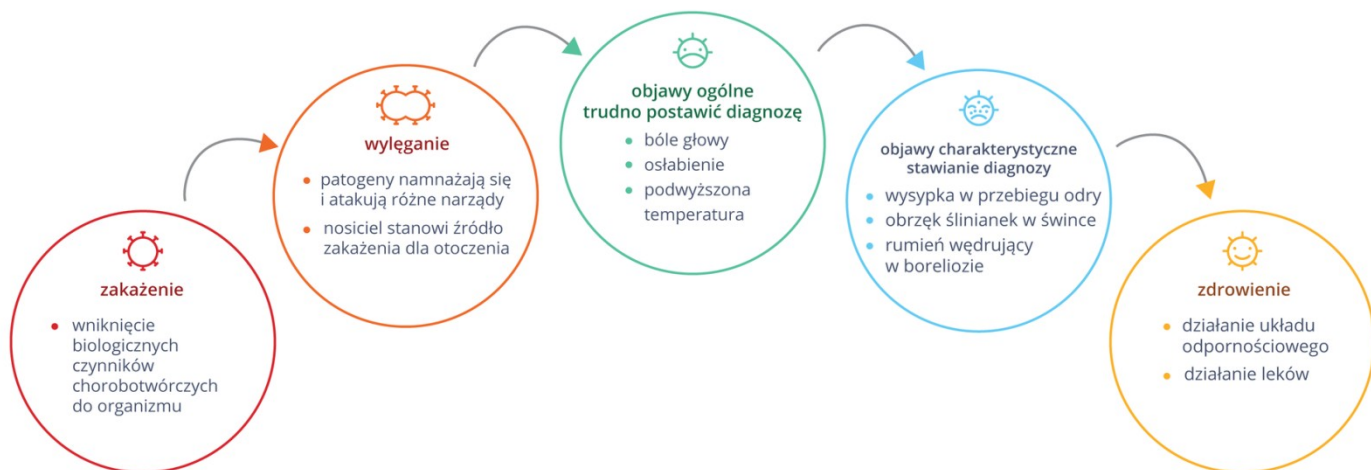 zakażenie
• wniknięcie
biologicznych
czynników
chorobotwórczych
do organizmu
wylęganie
• patogeny namnażają się
i atakują różne narządy
• nosiciel stanowi źródło
zakażenia dla otoczenia
objawy ogólne
trudno postawić diagnozę
• bóle głowy
• osłabienie
• podwyższona
temperatura
objawy charakterystyczne
stawianie diagnozy
• wysypka w przebiegu odry
• obrzęk ślinianek w śwince
• rumień wędrujący
w boreliozie
zdrowienie
• działanie układu
odpornościowego
• działanie leków